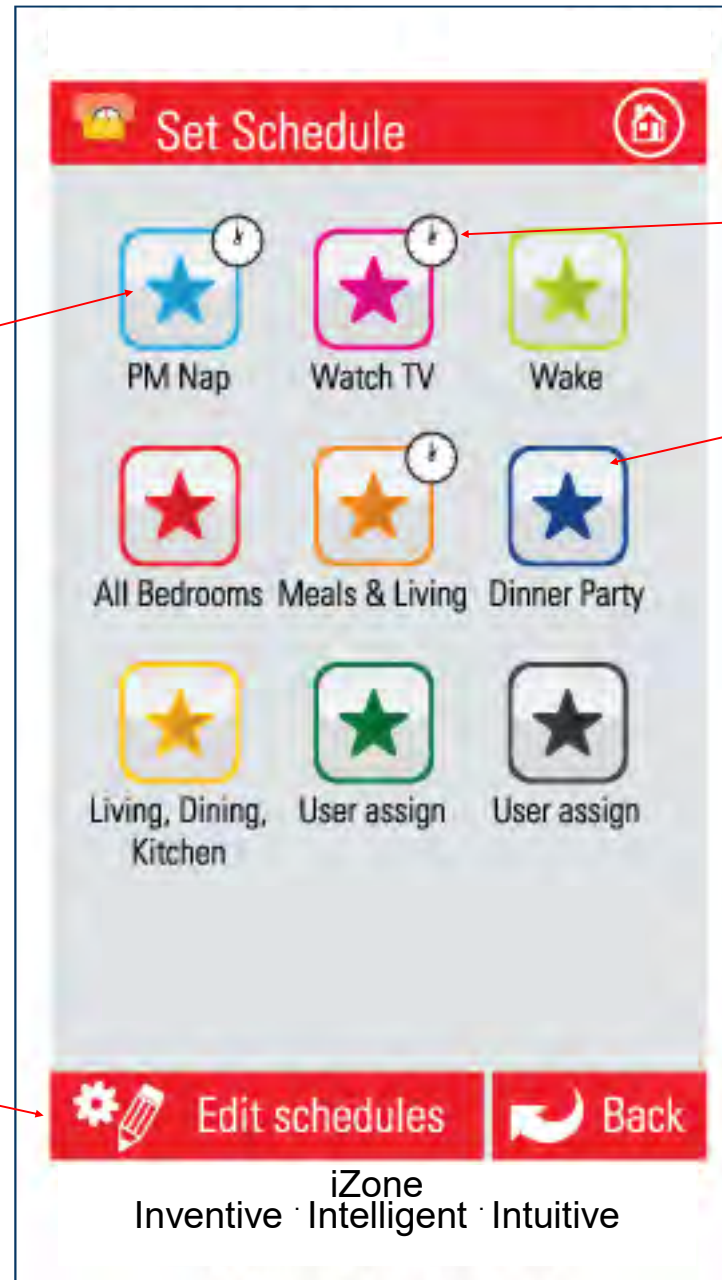 Set Schedule
PM Nap Watch TV Wake
All Bedrooms Meals & Living Dinner Party
Living, Dining, User assign User assign
Kitchen
Edit schedules Back
iZone
Inventive · Intelligent · Intuitive